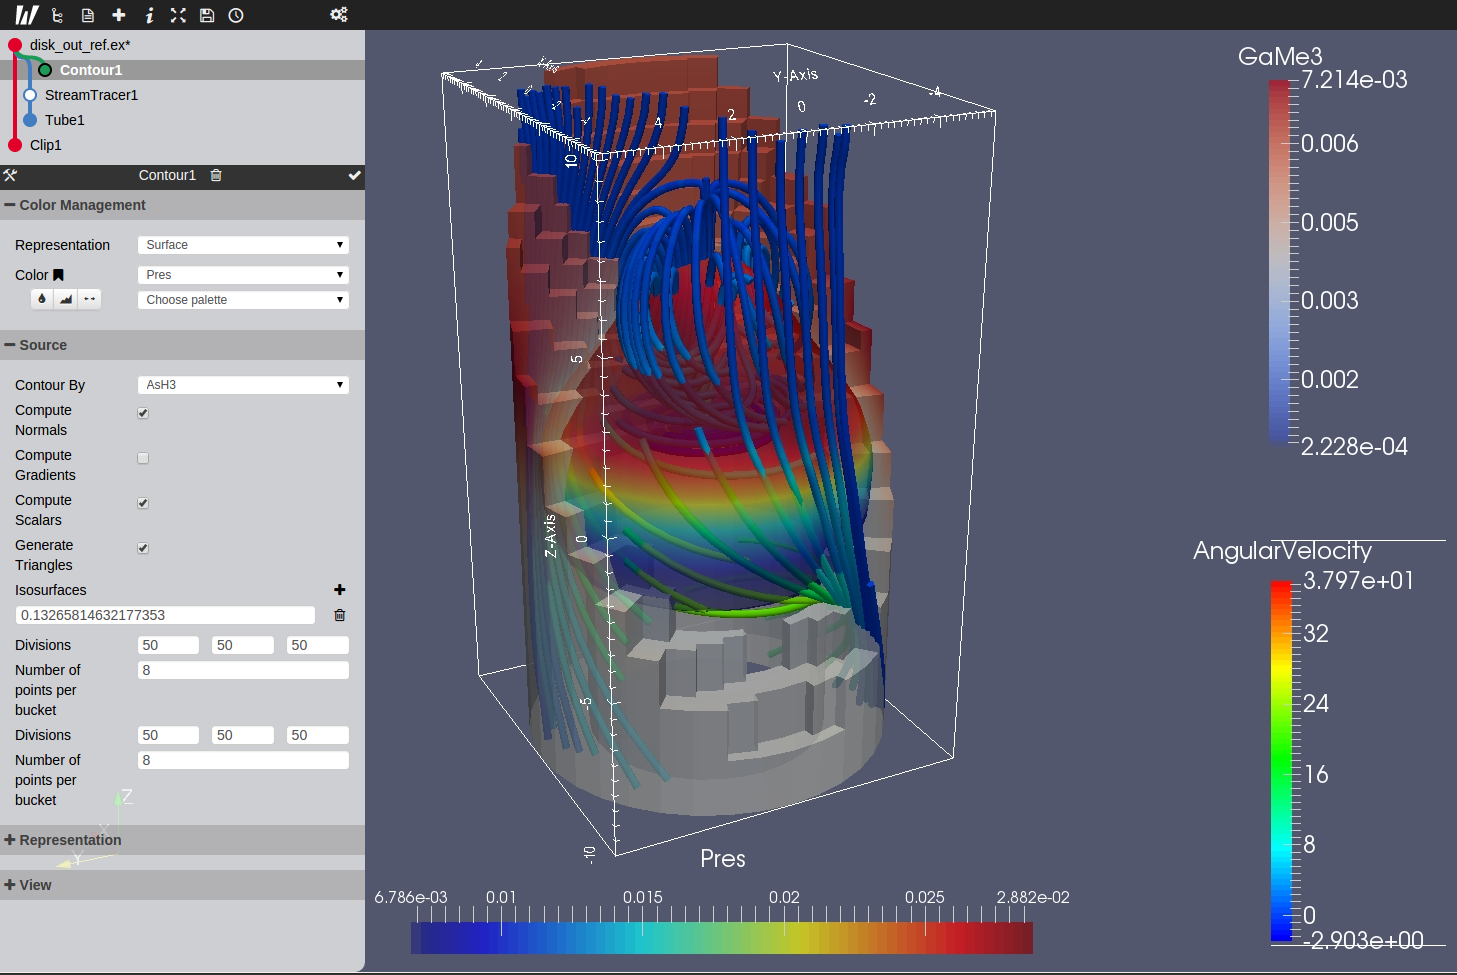 disk_out_ref.ex*
Contour1
StreamTracer1
Tube1
Clip1
Contour1
Color Management
Representation Surface
Color Pres
Choose palette
Source
Contour By AsH3
Compute
Normals
Compute
Gradients
Compute
Scalars
Generate
Triangles
Isosurfaces
0.13265814632177353
Divisions 50 50 50
Number of 8
points per
bucket
Divisions 50 50 50
Number of 8
points per
bucket
Z
X
Y
Representation
View
Y-Axis
4 2 0 -2 -4
10
5
Z-Axis
0
-5
-10
GaMe3
7.214e-03
0.006
0.005
0.003
0.002
2.228e-04
AngularVelocity
3.797e+01
32
24
16
8
0
-2.903e+00
Pres
6.786e-03 0.01 0.015 0.02 0.025 2.882e-02